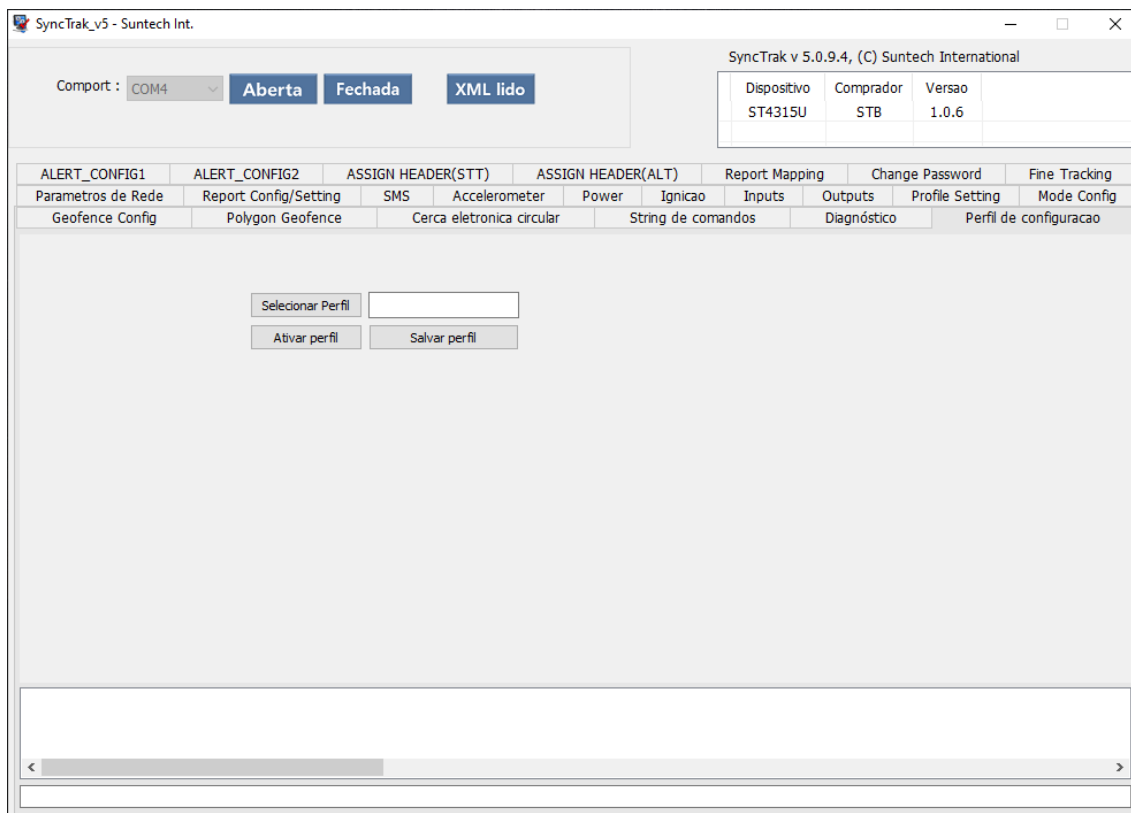 SyncTrak_v5 - Suntech Int.
SyncTrak v 5.0.9.4, (C) Suntech International
Comport : COM4 Aberta Fechada XML lido
Dispositivo Comprador Versao
ST4315U STB 1.0.6
ALERT_CONFIG1 ALERT_CONFIG2 ASSIGN HEADER(STT) ASSIGN HEADER(ALT) Report Mapping Change Password Fine Tracking
Parametros de Rede Report Config/Setting SMS Accelerometer Power Ignicao Inputs Outputs Profile Setting Mode Config
Geofence Config Polygon Geofence Cerca eletronica circular String de comandos Diagnóstico Perfil de configuracao
Selecionar Perfil
Ativar perfil Salvar perfil